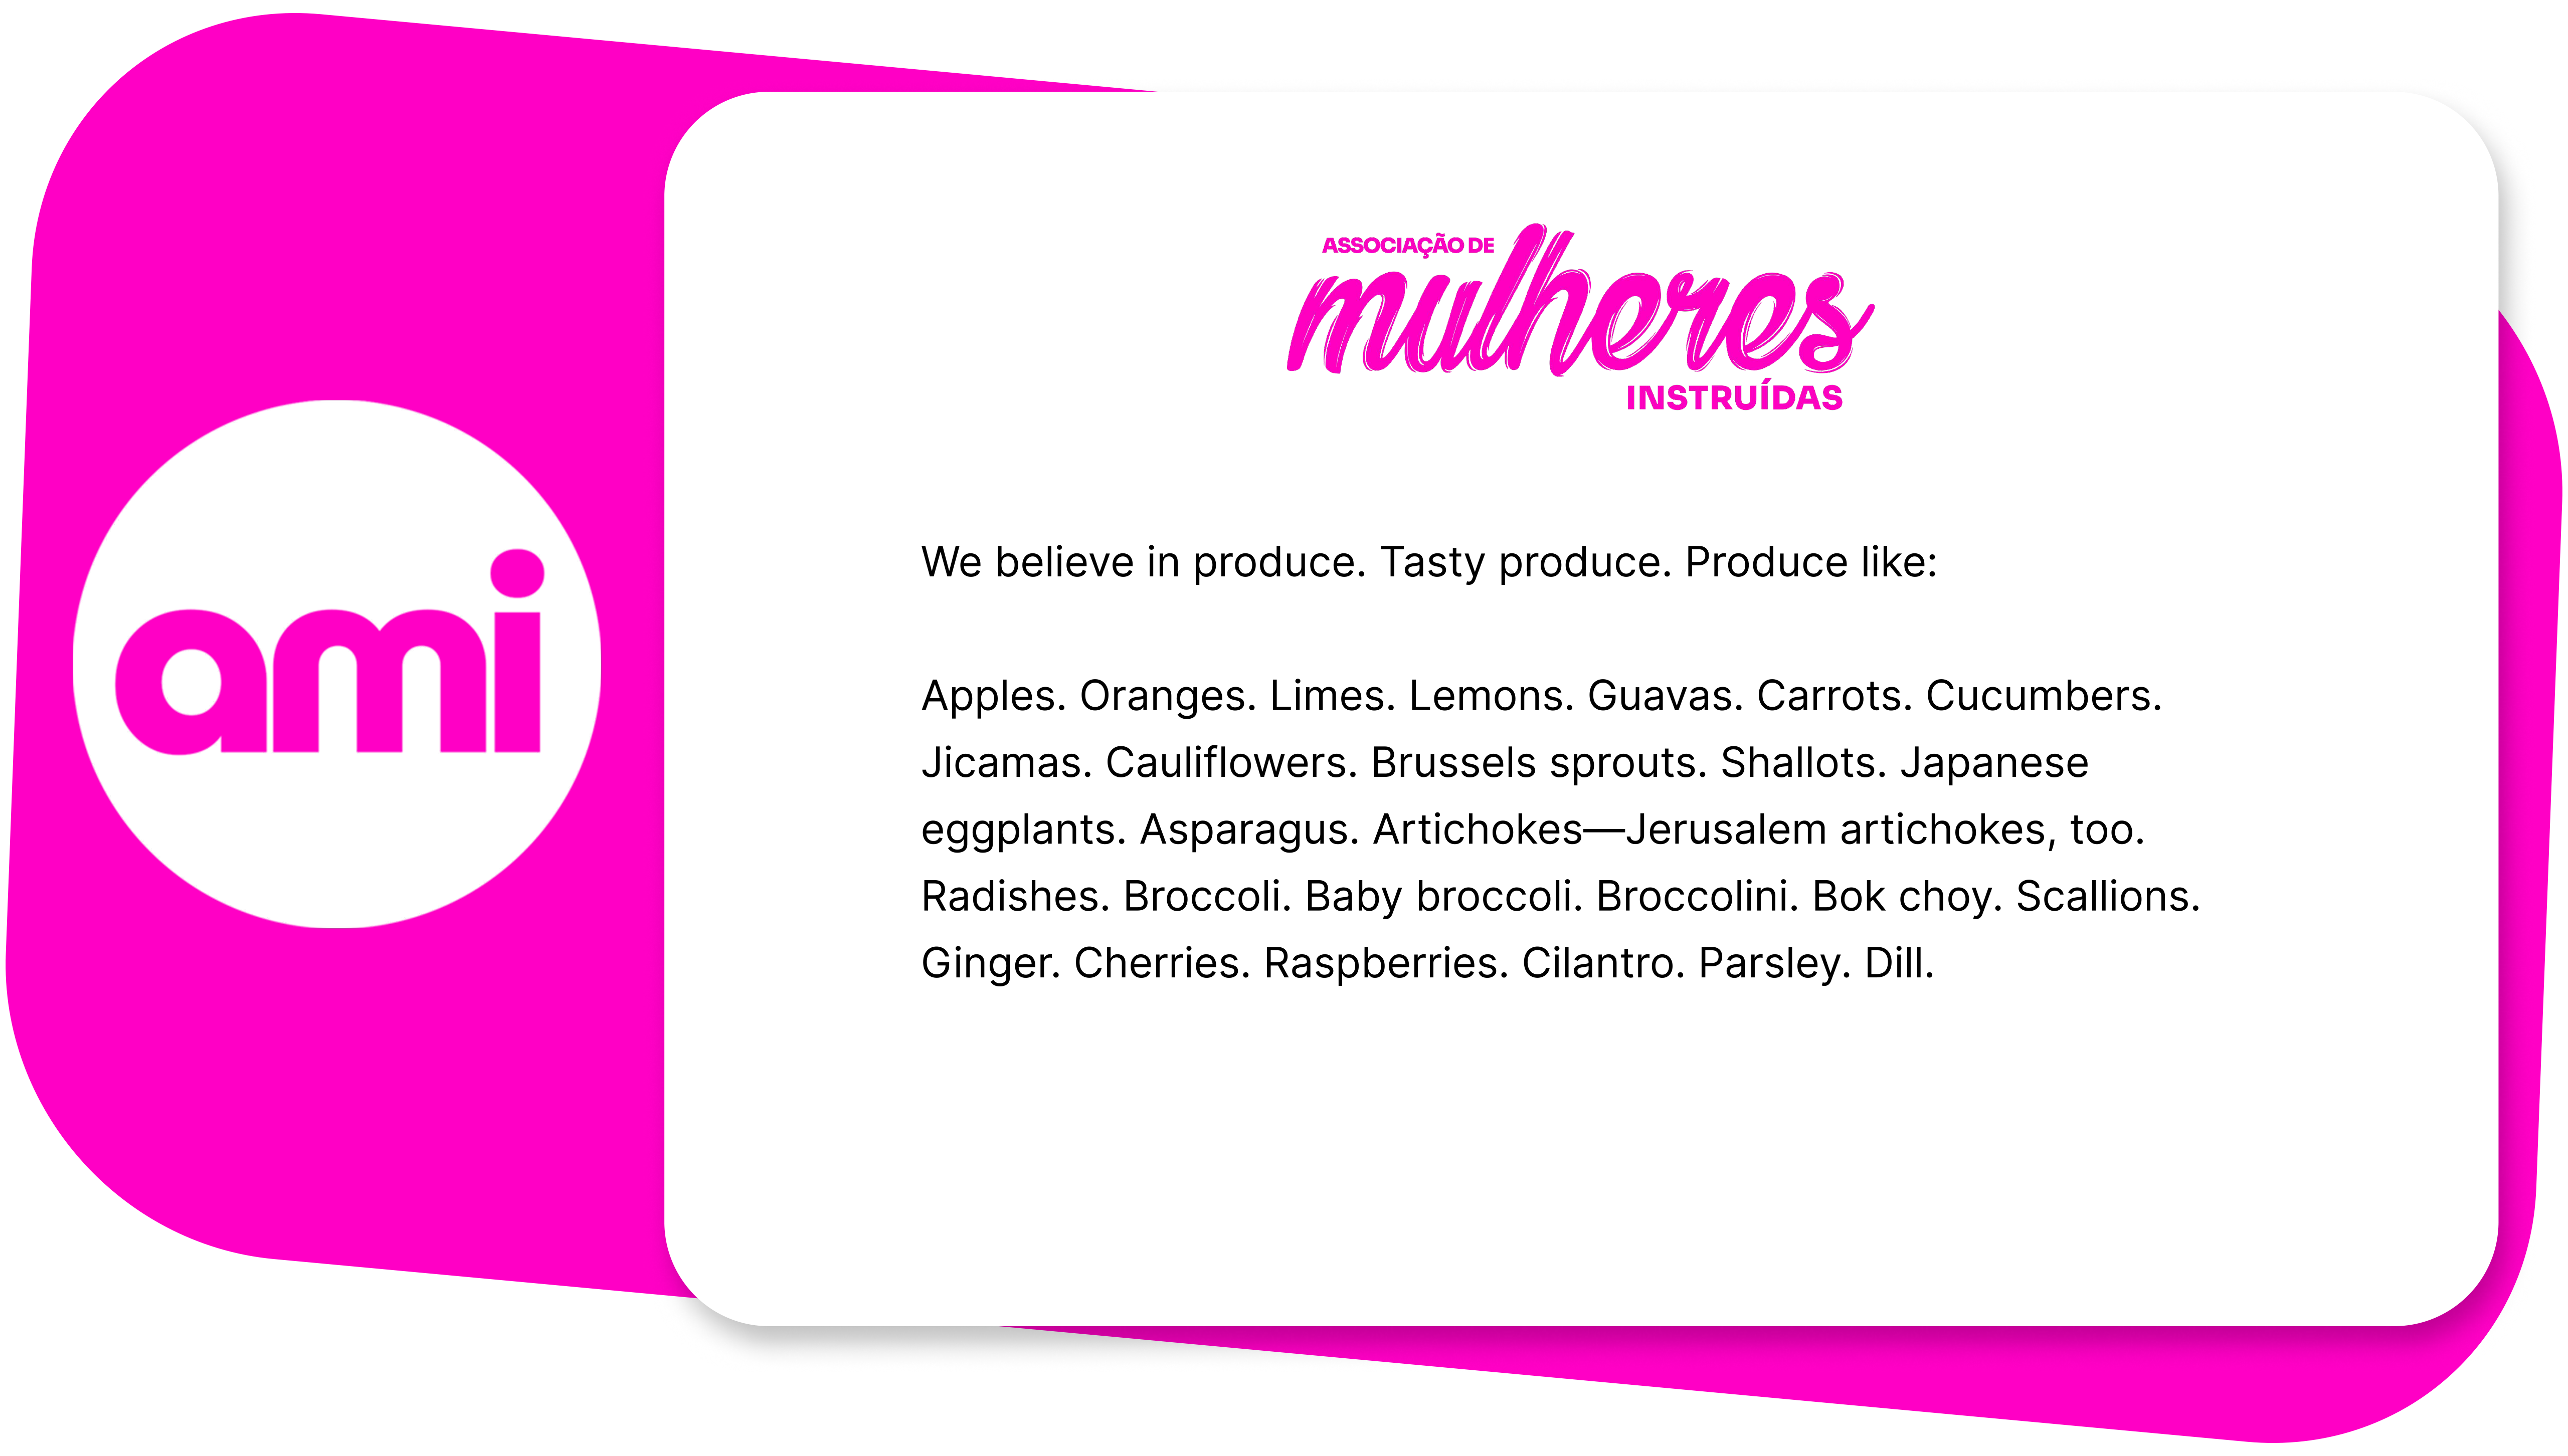 ami
ASSOCIAÇÃO DE
mulheres
INSTRUÍDAS
We believe in produce. Tasty produce. Produce like:
Apples. Oranges. Limes. Lemons. Guavas. Carrots. Cucumbers.
Jicamas. Cauliflowers. Brussels sprouts. Shallots. Japanese
eggplants. Asparagus. Artichokes—Jerusalem artichokes, too.
Radishes. Broccoli. Baby broccoli. Broccolini. Bok choy. Scallions.
Ginger. Cherries. Raspberries. Cilantro. Parsley. Dill.